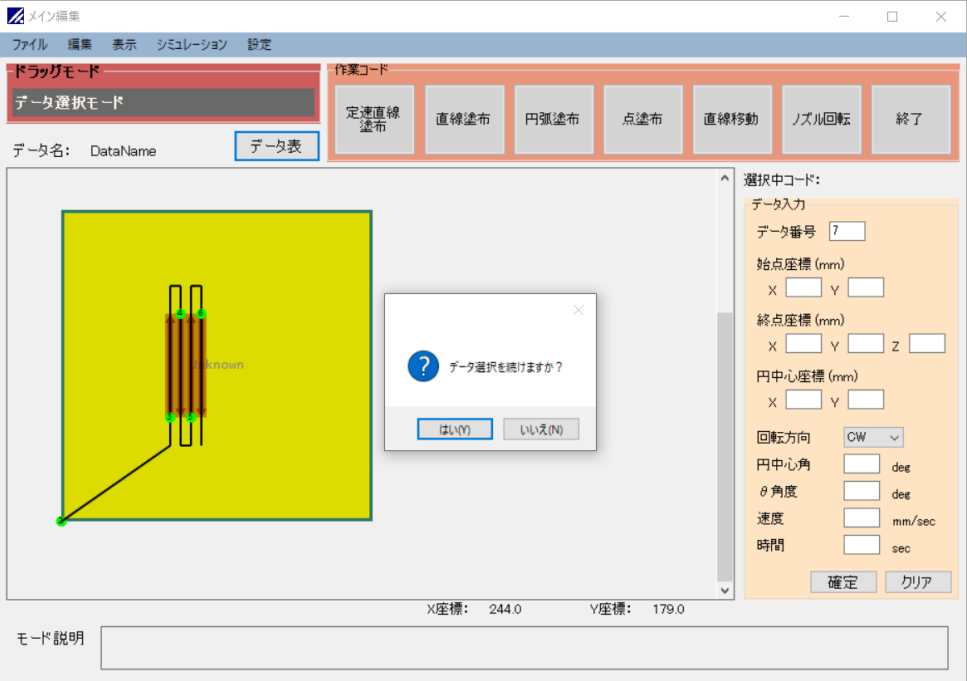 メイン編集
ファイル 編集 表示 シミュレーション 設定
ドラッグモード
データ選択モード
作業コード
定速直線
塗布
直線塗布
円弧塗布
点塗布
直線移動
ノズル回転
終了
データ名: DataName
データ表
選択中コード:
データ入力
データ番号 7
始点座標(mm)
X Y
終点座標(mm)
X Y Z
円中心座標(mm)
X Y
回転方向 CW
円中心角 deg
θ角度 deg
速度 mm/sec
時間 sec
確定 クリア
Unknown
?
データ選択を続けますか?
はい(Y) いいえ(N)
X座標: 244.0 Y座標: 179.0
モード説明